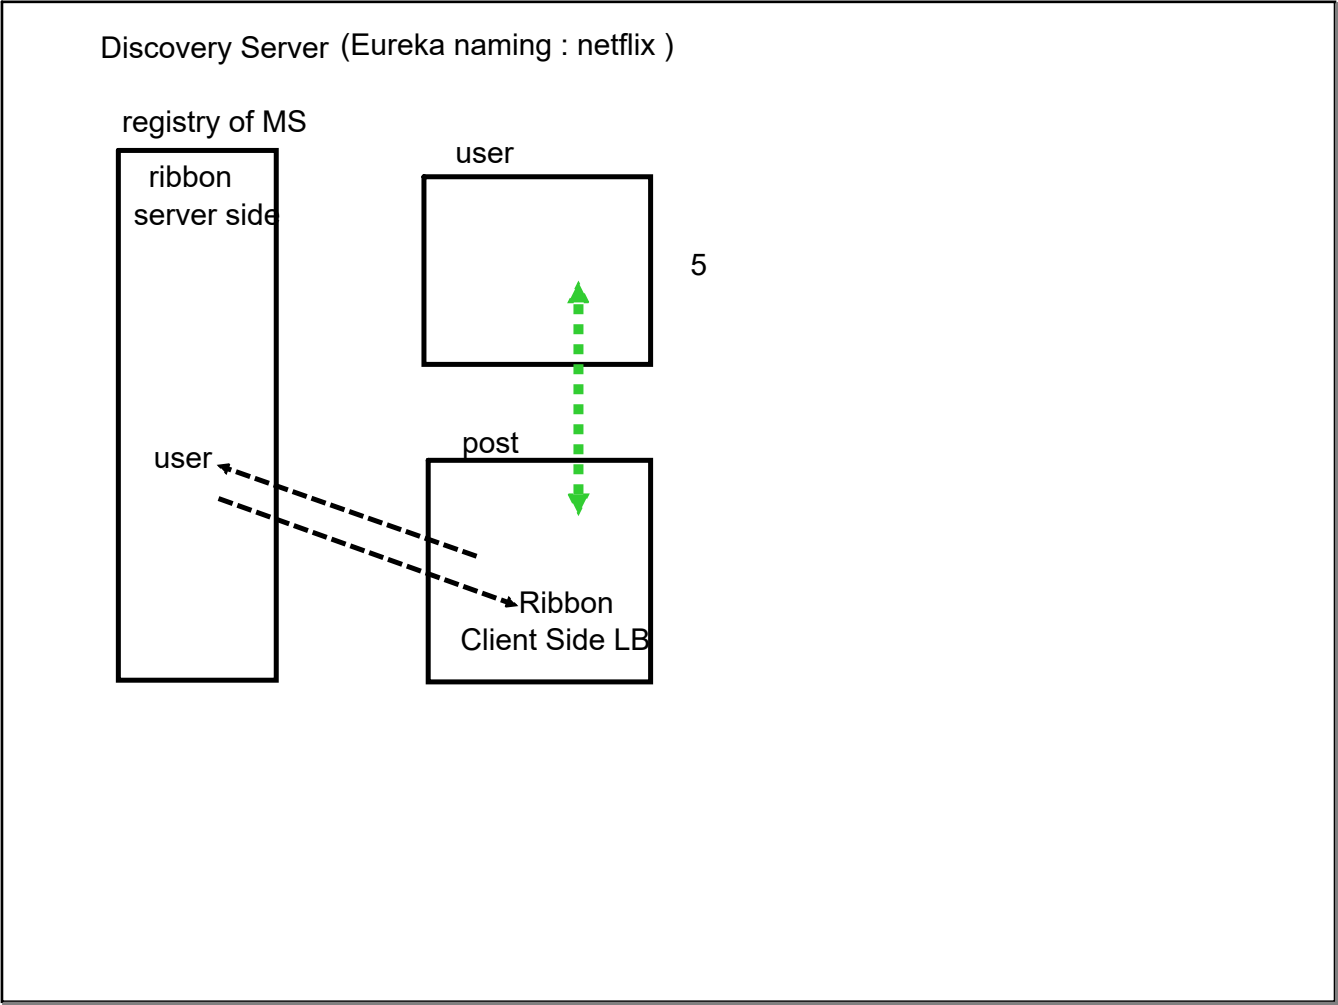 Discovery Server (Eureka naming : netflix )
registry of MS
ribbon
server side
user
user
5
post
Ribbon
Client Side LB